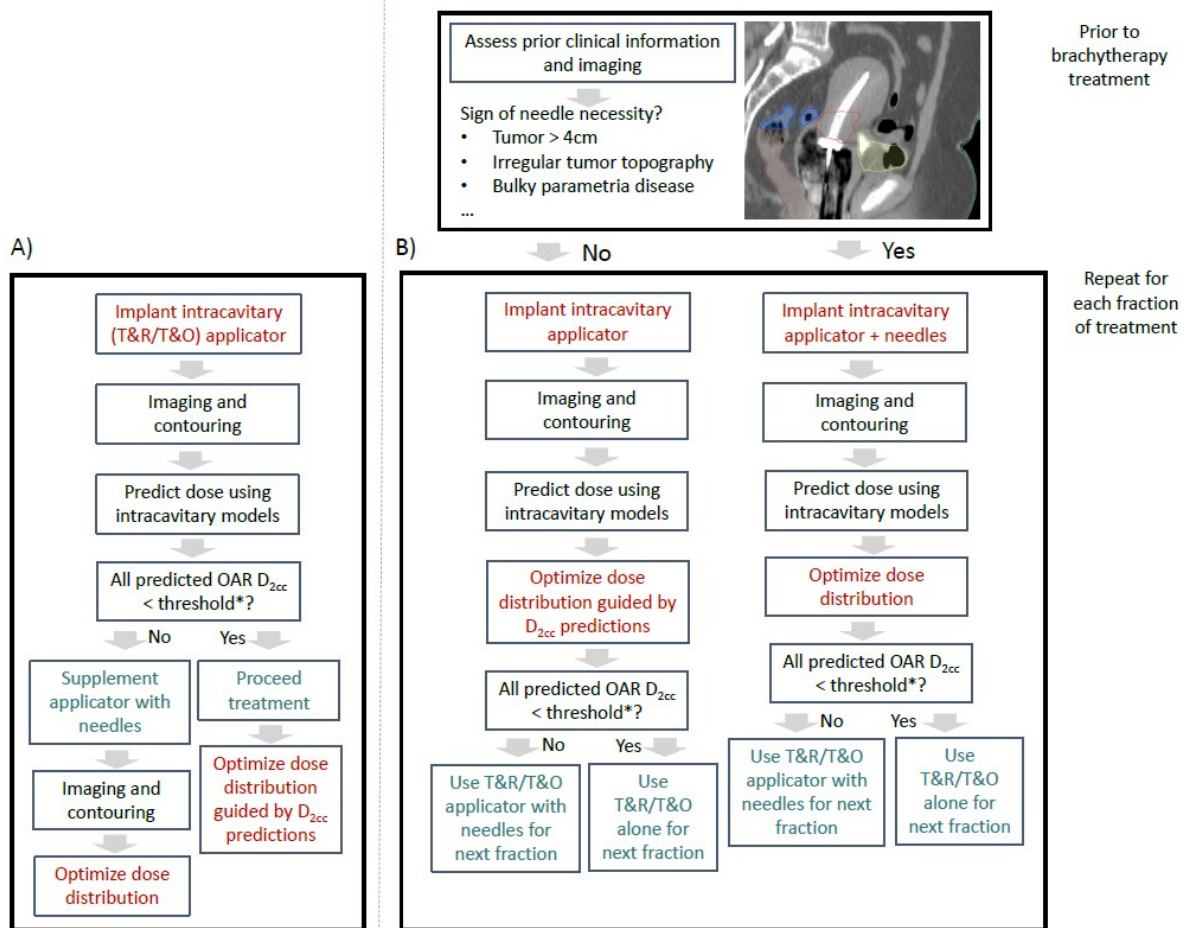 Assess prior clinical information
and imaging
Sign of needle necessity?
• Tumor > 4cm
• Irregular tumor topography
• Bulky parametria disease
...
Prior to
brachytherapy
treatment
No
Yes
Repeat for
each fraction
of treatment
A)
Implant intracavitary
(T&R/T&O) applicator
Imaging and
contouring
Predict dose using
intracavitary models
All predicted OAR D2cc
< threshold*?
No
Yes
Supplement
applicator with
needles
Imaging and
contouring
Optimize dose
distribution
Proceed
treatment
Optimize dose
distribution
guided by D2cc
predictions
B)
Implant intracavitary
applicator
Imaging and
contouring
Predict dose using
intracavitary models
Optimize dose
distribution guided by
D2cc predictions
All predicted OAR D2cc
< threshold*?
No
Yes
Use T&R/T&O
applicator with
needles for
next fraction
Use
T&R/T&O
alone for
next fraction
Implant intracavitary
applicator + needles
Imaging and
contouring
Predict dose using
intracavitary models
Optimize dose
distribution
All predicted OAR D2cc
< threshold*?
No
Yes
Use T&R/T&O
applicator with
needles for next
fraction
Use
T&R/T&O
alone for
next fraction